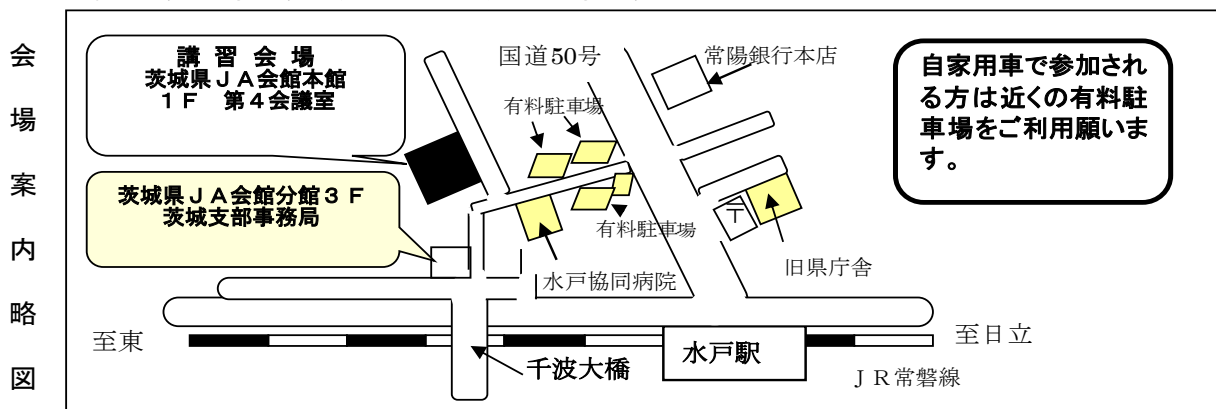 会場案内略図
講 習 会 場
茨城県ＪＡ会館本館
１Ｆ　第４会議室
国道50号
常陽銀行本店
自家用車で参加され
る方は近くの有料駐
車場をご利用願いま
す。
有料駐車場
茨城県ＪＡ会館分館３Ｆ
茨城支部事務局
〒
有料駐車場
水戸協同病院
旧県庁舎
至東
水戸駅
至日立
千波大橋
ＪＲ常磐線